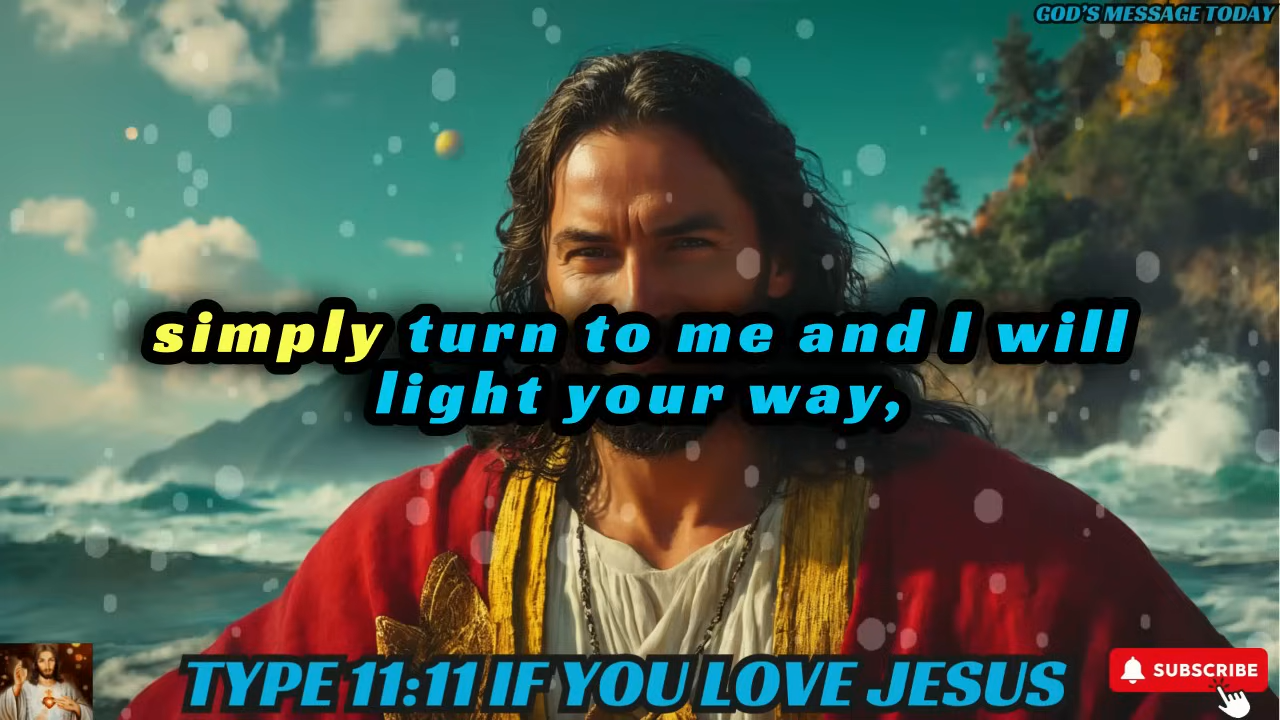 GOD'S MESSAGE TODAY
simply turn to me and I will
light your way,
TYPE 11:11 IF YOU LOVE JESUS
SUBSCRIBE